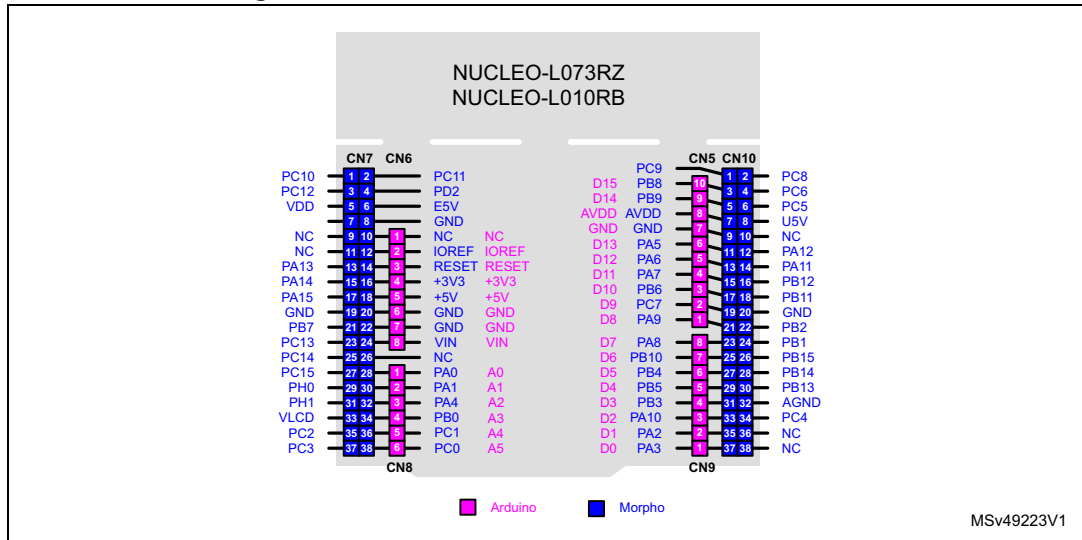 NUCLEO-L073RZ
NUCLEO-L010RB
CN7 CN6 CN5 CN10
PC9
PC10 1 2 PC11 1 2 PC8
D15 PB8 10
PC12 3 4 PD2 3 4 PC6
D14 PB9 9
VDD 5 6 E5V 5 6 PC5
AVDD AVDD 8
7 8 GND 7 8 U5V
GND GND 7
NC 9 10 1 NC NC 9 10 NC
D13 PA5 6
NC 11 12 2 IOREF IOREF 11 12 PA12
D12 PA6 5
PA13 13 14 3 RESET RESET 13 14 PA11
D11 PA7 4
PA14 15 16 4 +3V3 +3V3 15 16 PB12
D10 PB6 3
PA15 17 18 5 +5V +5V 17 18 PB11
D9 PC7 2
GND 19 20 6 GND GND 19 20 GND
D8 PA9 1
PB7 21 22 7 GND GND 21 22 PB2
PC13 23 24 8 VIN VIN D7 PA8 8 23 24 PB1
PC14 25 26 NC D6 PB10 7 25 26 PB15
PC15 27 28 1 PA0 A0 D5 PB4 6 27 28 PB14
PH0 29 30 2 PA1 A1 D4 PB5 5 29 30 PB13
PH1 31 32 3 PA4 A2 D3 PB3 4 31 32 AGND
VLCD 33 34 4 PB0 A3 D2 PA10 3 33 34 PC4
PC2 35 36 5 PC1 A4 D1 PA2 2 35 36 NC
PC3 37 38 6 PC0 A5 D0 PA3 1 37 38 NC
CN8 CN9
Arduino Morpho
MSv49223V1